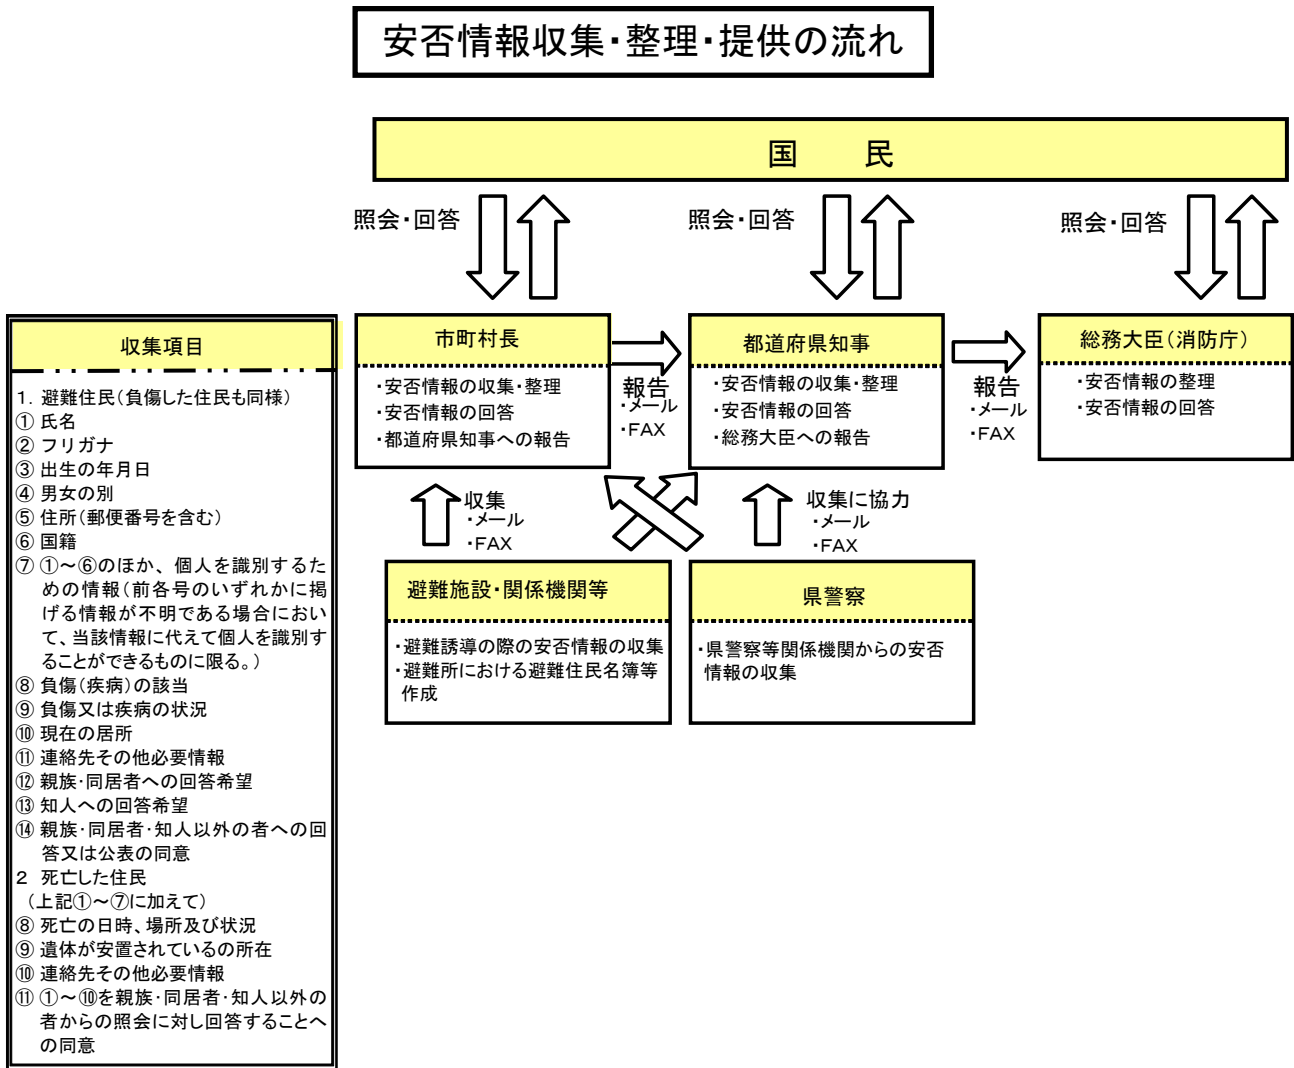 安否情報収集・整理・提供の流れ
国　　民
照会・回答
照会・回答
照会・回答
収集項目
1. 避難住民(負傷した住民も同様)
① 氏名
② フリガナ
③ 出生の年月日
④ 男女の別
⑤ 住所(郵便番号を含む)
⑥ 国籍
⑦ ①～⑥のほか、個人を識別するた
めの情報(前各号のいずれかに掲
げる情報が不明である場合におい
て、当該情報に代えて個人を識別す
ることができるものに限る。)
⑧ 負傷(疾病)の該当
⑨ 負傷又は疾病の状況
⑩ 現在の居所
⑪ 連絡先その他必要情報
⑫ 親族・同居者への回答希望
⑬ 知人への回答希望
⑭ 親族・同居者・知人以外の者への回
答又は公表の同意
2 死亡した住民
(上記①～⑦に加えて)
⑧ 死亡の日時、場所及び状況
⑨ 遺体が安置されているの所在
⑩ 連絡先その他必要情報
⑪ ①～⑩を親族・同居者・知人以外の
者からの照会に対し回答することへ
の同意
市町村長
・安否情報の収集・整理
・安否情報の回答
・都道府県知事への報告
報告
・メール
・FAX
都道府県知事
・安否情報の収集・整理
・安否情報の回答
・総務大臣への報告
報告
・メール
・FAX
総務大臣(消防庁)
・安否情報の整理
・安否情報の回答
収集
・メール
・FAX
収集に協力
・メール
・FAX
避難施設・関係機関等
・避難誘導の際の安否情報の収集
・避難所における避難住民名簿等
作成
県警察
・県警察等関係機関からの安否
情報の収集